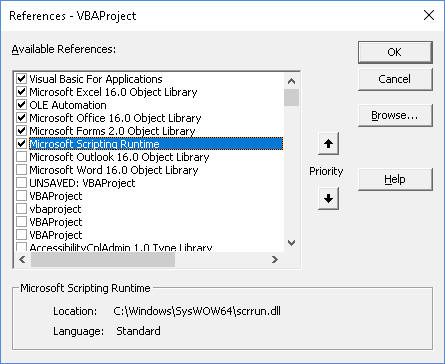 References - VBAProject
Available References:
Visual Basic For Applications
Microsoft Excel 16.0 Object Library
OLE Automation
Microsoft Office 16.0 Object Library
Microsoft Forms 2.0 Object Library
Microsoft Scripting Runtime
Microsoft Outlook 16.0 Object Library
Microsoft Word 16.0 Object Library
UNSAVED: VBAProject
VBAProject
vbaproject
VBAProject
VBAProject
AccessibilityCplAdmin 1.0 Type Library
OK
Cancel
Browse...
Priority
Help
Microsoft Scripting Runtime
Location: C:\Windows\SysWOW64\scrrun.dll
Language: Standard